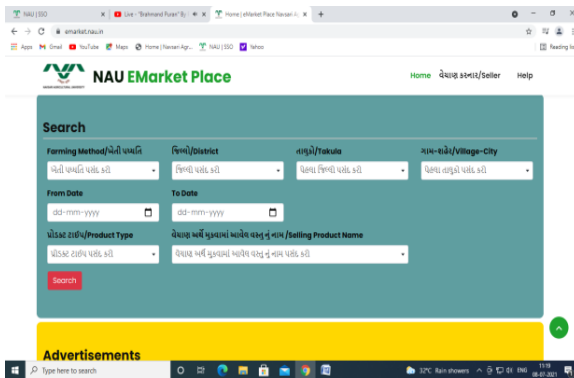 NAU | SSO
Live - "Brahmand Puran" By
Home | eMarket Place Navsari A
emarket.nau.in
Apps
Gmail
YouTube
Maps
Home | Navsari Agr...
NAU | SSO
Yahoo
Reading list
NAU EMarket Place
Home
વેચાણ કરનાર/Seller
Help
Search
Farming Method/ખેતી પધ્ધતિ
જિલ્લો/District
તાલુકો/Takula
ગામ-શહેર/Village-City
ખેતી પધ્ધતિ પસંદ કરો
જિલ્લો પસંદ કરો
પેહલા જિલ્લો પસંદ કરો
પેહલા તાલુકો પસંદ કરો
From Date
To Date
dd-mm-yyyy
dd-mm-yyyy
પ્રોડક્ટ ટાઇપ/Product Type
વેચાણ અર્થે મુકવામાં આવેલ વસ્તુ નું નામ /Selling Product Name
પ્રોડક્ટ ટાઇપ પસંદ કરો
વેચાણ અર્થે મુકવામાં આવેલ વસ્તુ નું નામ પસંદ કરો
Search
Advertisements
Type here to search
32°C Rain showers
ENG
11:19
08-07-2021